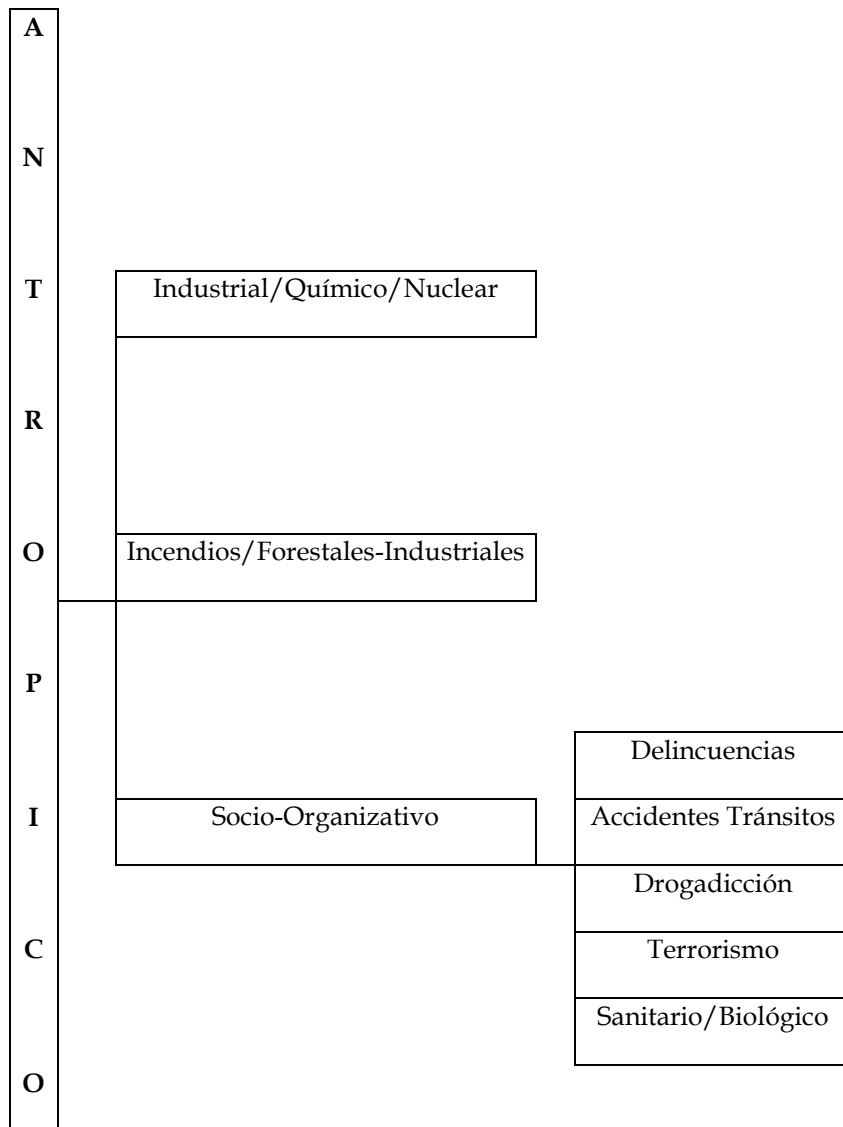 A
N
T
R
O
P
I
C
O
Industrial/Químico/Nuclear
Incendios/Forestales-Industriales
Socio-Organizativo
Delincuencias
Accidentes Tránsitos
Drogadicción
Terrorismo
Sanitario/Biológico